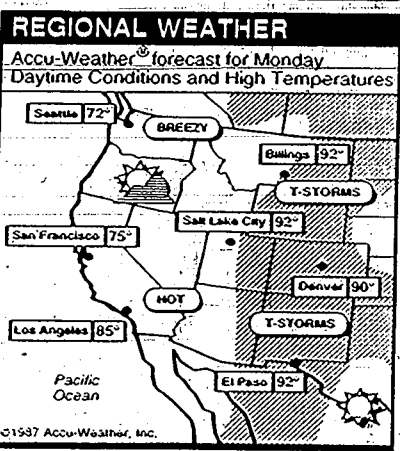 REGIONAL WEATHER
Accu-Weather® forecast for Monday
Daytime Conditions and High Temperatures
Seattle 72°
BREEZY
Billings 92°
T-STORMS
Salt Lake City 92°
San Francisco 75°
Denver 90°
HOT
T-STORMS
Los Angeles 85°
El Paso 92°
Pacific
Ocean
©1987 Accu-Weather, Inc.